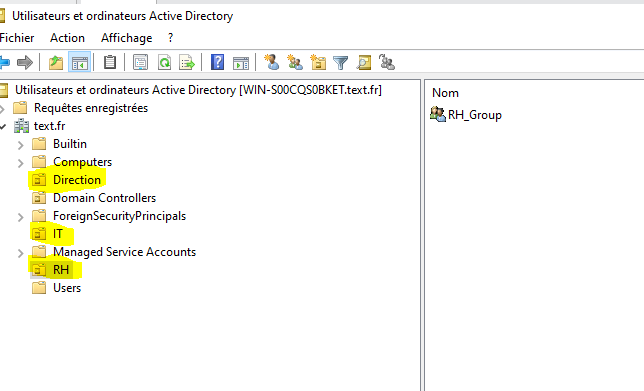 Utilisateurs et ordinateurs Active Directory
Fichier Action Affichage ?
Utilisateurs et ordinateurs Active Directory [WIN-S00CQS0BKET.text.fr]
Nom
Requêtes enregistrées
RH_Group
text.fr
Builtin
Computers
Direction
Domain Controllers
ForeignSecurityPrincipals
IT
Managed Service Accounts
RH
Users